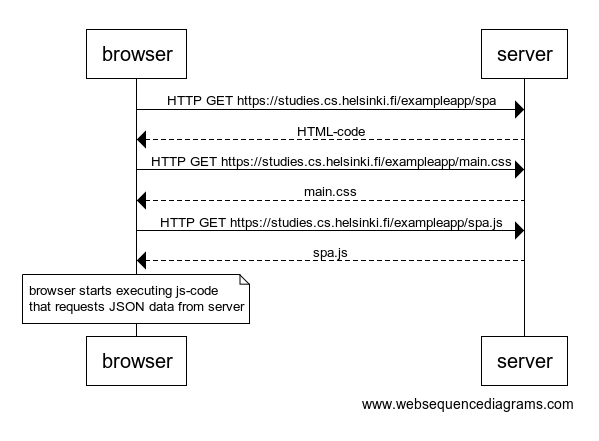 browser
server
HTTP GET https://studies.cs.helsinki.fi/exampleapp/spa
HTML-code
HTTP GET https://studies.cs.helsinki.fi/exampleapp/main.css
main.css
HTTP GET https://studies.cs.helsinki.fi/exampleapp/spa.js
spa.js
browser starts executing js-code
that requests JSON data from server
browser
server
www.websequencediagrams.com